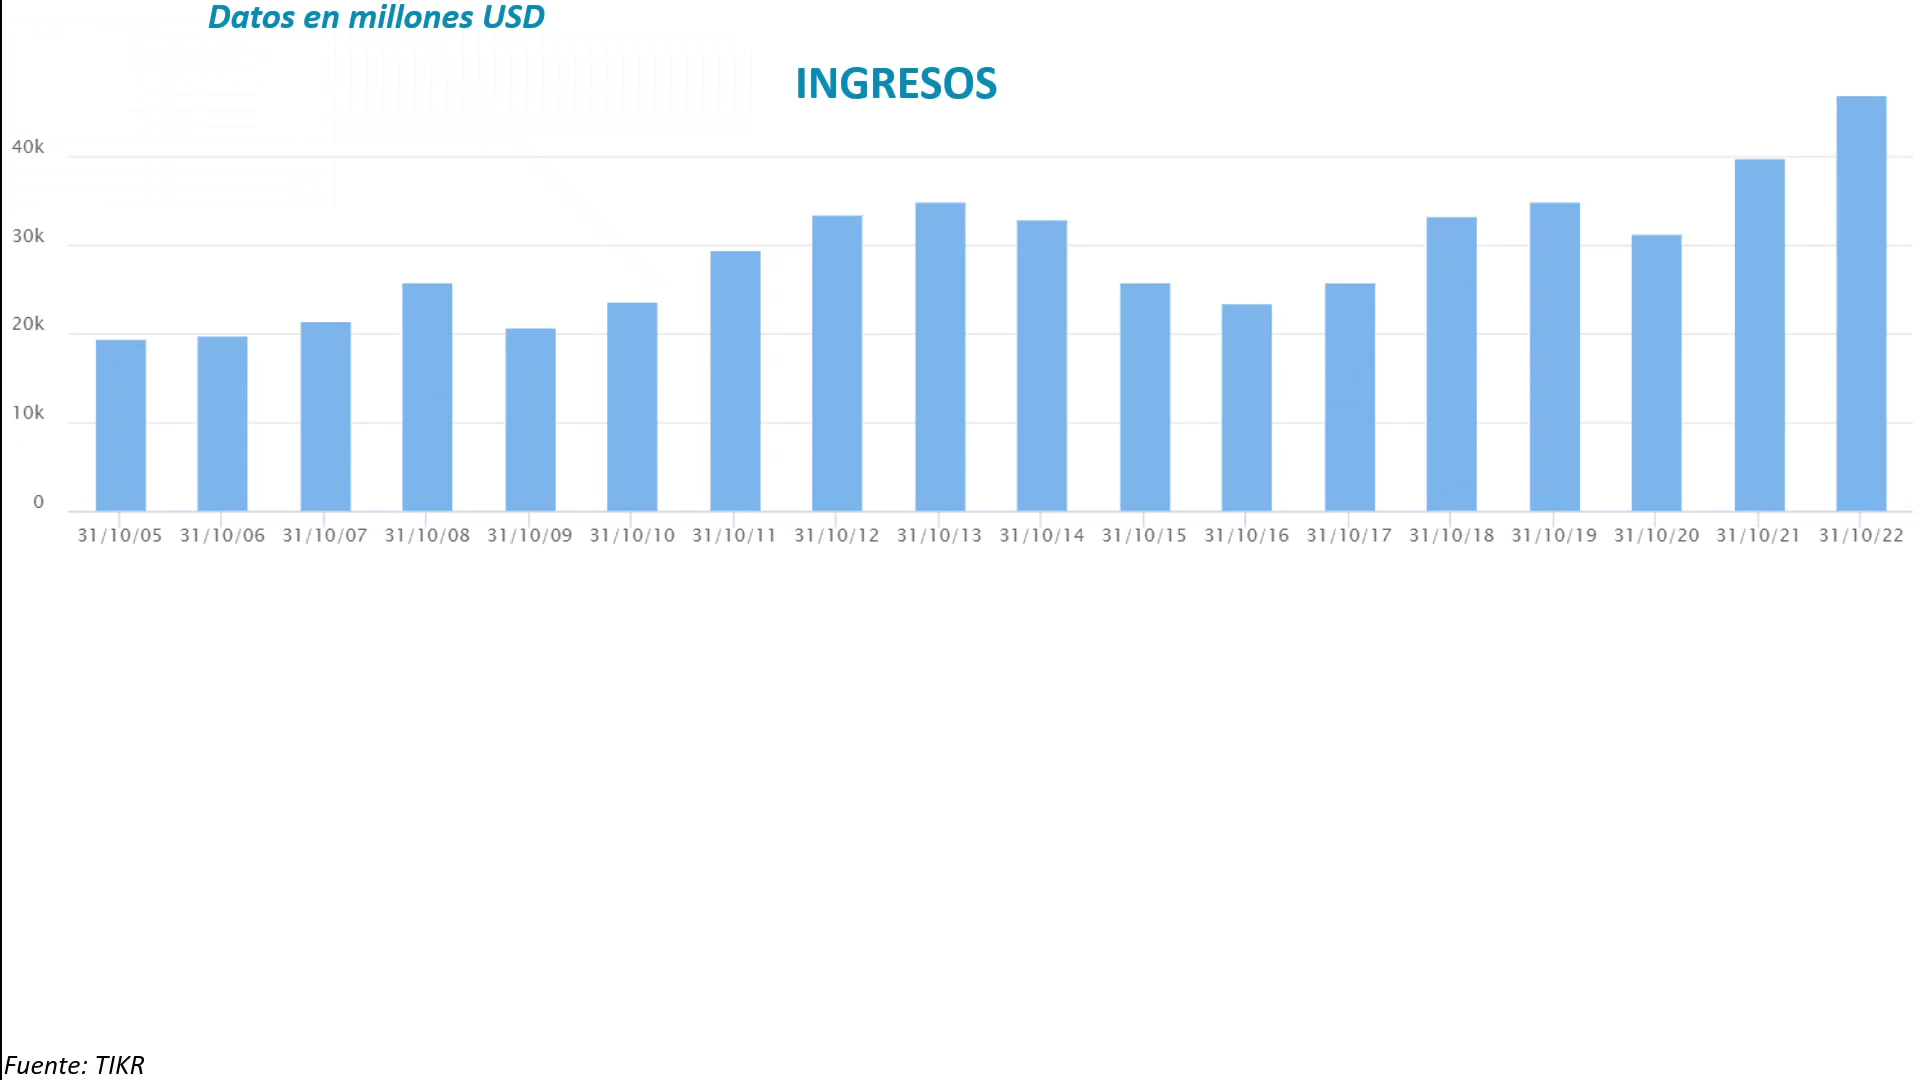 Datos en millones USD
INGRESOS
40k
30k
20k
10k
0
31/10/05 31/10/06 31/10/07 31/10/08 31/10/09 31/10/10 31/10/11 31/10/12 31/10/13 31/10/14 31/10/15 31/10/16 31/10/17 31/10/18 31/10/19 31/10/20 31/10/21 31/10/22
Fuente: TIKR